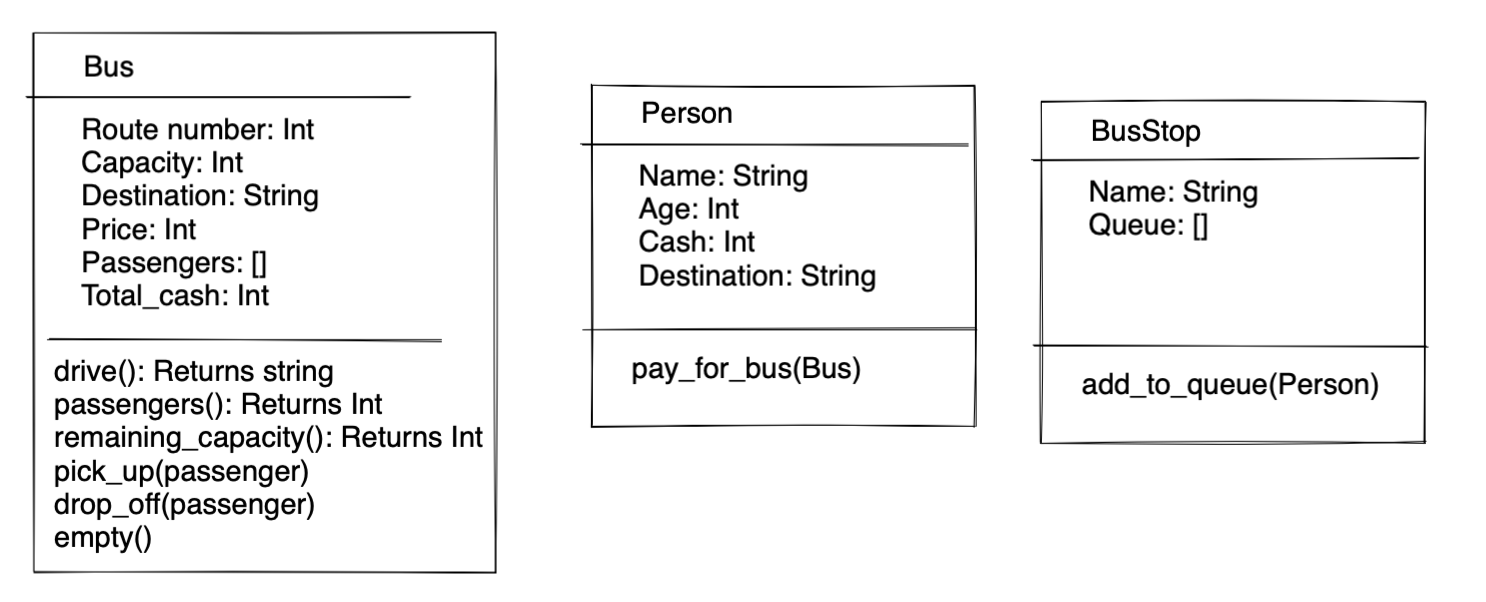 Bus
Route number: Int
Capacity: Int
Destination: String
Price: Int
Passengers: []
Total_cash: Int
drive(): Returns string
passengers(): Returns Int
remaining_capacity(): Returns Int
pick_up(passenger)
drop_off(passenger)
empty()
Person
Name: String
Age: Int
Cash: Int
Destination: String
pay_for_bus(Bus)
BusStop
Name: String
Queue: []
add_to_queue(Person)